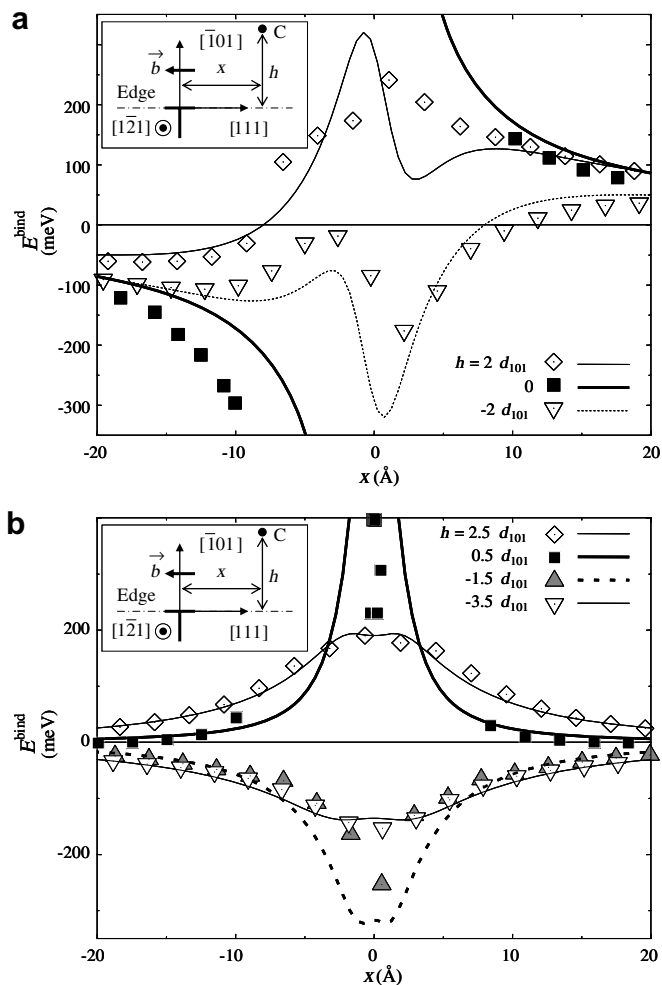 a
[1̅01]
C
b⃗
x
h
Edge
[12̅1]
[111]
E^bind (meV)
200
100
0
-100
-200
-300
h = 2 d₁₀₁
0
-2 d₁₀₁
-20
-10
0
10
20
x (Å)
b
[1̅01]
C
b⃗
x
h
Edge
[12̅1]
[111]
h = 2.5 d₁₀₁
0.5 d₁₀₁
-1.5 d₁₀₁
-3.5 d₁₀₁
E^bind (meV)
200
0
-200
-20
-10
0
10
20
x (Å)